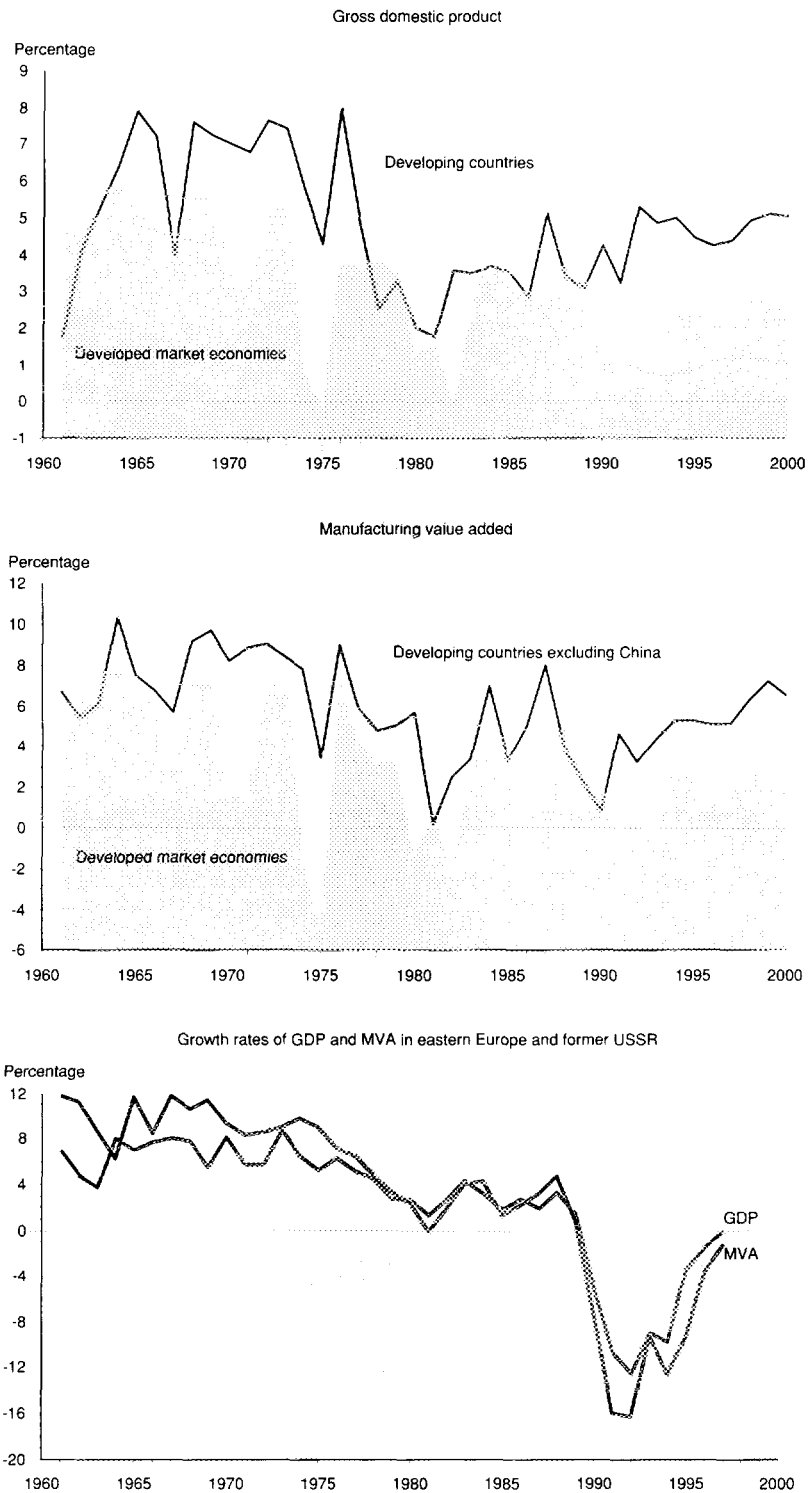 Gross domestic product
Percentage
9
8
7
Developing countries
6
5
4
3
2
Developed market economies
1
0
-1
1960 1965 1970 1975 1980 1985 1990 1995 2000
Manufacturing value added
Percentage
12
10
Developing countries excluding China
8
6
4
2
0
Developed market economies
-2
-4
-6
1960 1965 1970 1975 1980 1985 1990 1995 2000
Growth rates of GDP and MVA in eastern Europe and former USSR
Percentage
12
8
4
GDP
0
MVA
-4
-8
-12
-16
-20
1960 1965 1970 1975 1980 1985 1990 1995 2000